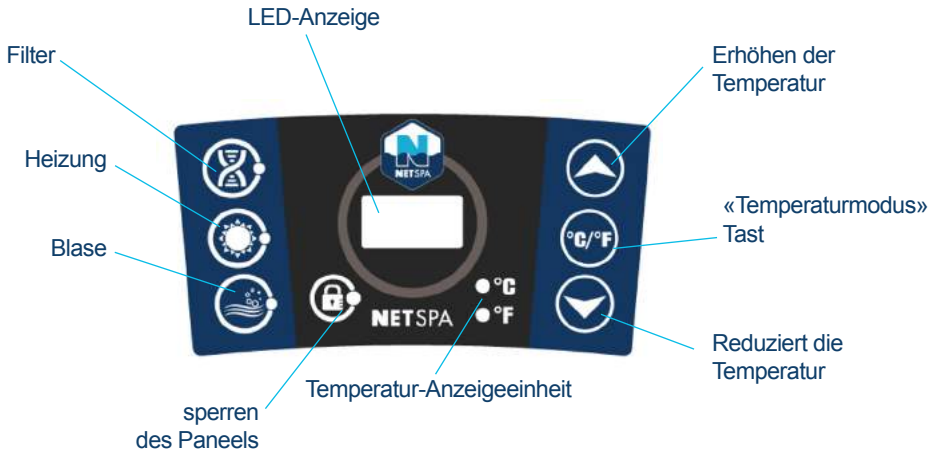 LED-Anzeige
Filter
Erhöhen der
Temperatur
Heizung
«Temperaturmodus»
Tast
Blase
N
NETSPA
°C/°F
°C
°F
NETSPA
Reduziert die
Temperatur
Temperatur-Anzeigeeinheit
sperren
des Paneels